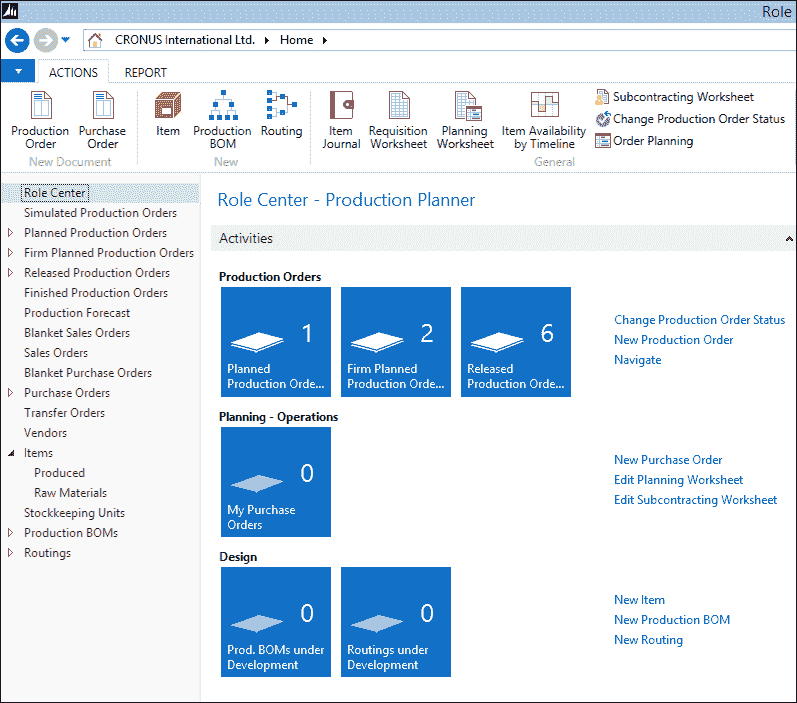 Role
CRONUS International Ltd. Home
ACTIONS REPORT
Production Order
Purchase Order
New Document
Item
Production BOM
Routing
New
Item Journal
Requisition Worksheet
Planning Worksheet
Item Availability by Timeline
Subcontracting Worksheet
Change Production Order Status
Order Planning
General
Role Center
Simulated Production Orders
Planned Production Orders
Firm Planned Production Orders
Released Production Orders
Finished Production Orders
Production Forecast
Blanket Sales Orders
Sales Orders
Blanket Purchase Orders
Purchase Orders
Transfer Orders
Vendors
Items
Produced
Raw Materials
Stockkeeping Units
Production BOMs
Routings
Role Center - Production Planner
Activities
Production Orders
1
Planned
Production Orde...
2
Firm Planned
Production Orde...
6
Released
Production Orde...
Change Production Order Status
New Production Order
Navigate
Planning - Operations
0
My Purchase
Orders
New Purchase Order
Edit Planning Worksheet
Edit Subcontracting Worksheet
Design
0
Prod. BOMs under
Development
0
Routings under
Development
New Item
New Production BOM
New Routing